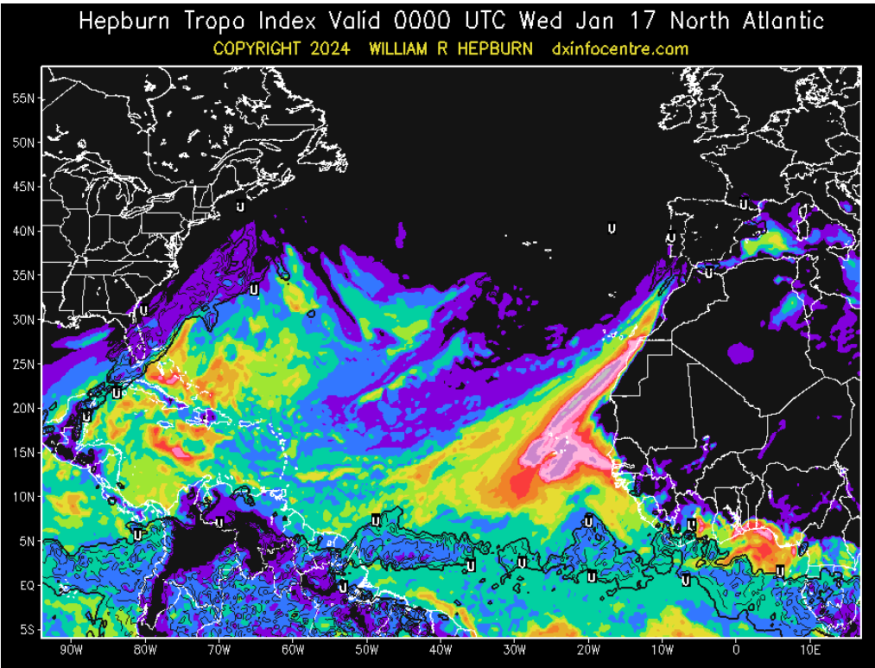 Hepburn Tropo Index Valid 0000 UTC Wed Jan 17 North Atlantic
COPYRIGHT 2024 WILLIAM R HEPBURN dxinfocentre.com
55N
50N
45N
U
40N
U
U
U
35N
U
U
30N
U
25N
20N
U
U
15N
10N
5N
U
U
U
U
U
U
U
EQ
U
U
U
U
5S
90W 80W 70W 60W 50W 40W 30W 20W 10W 0 10E